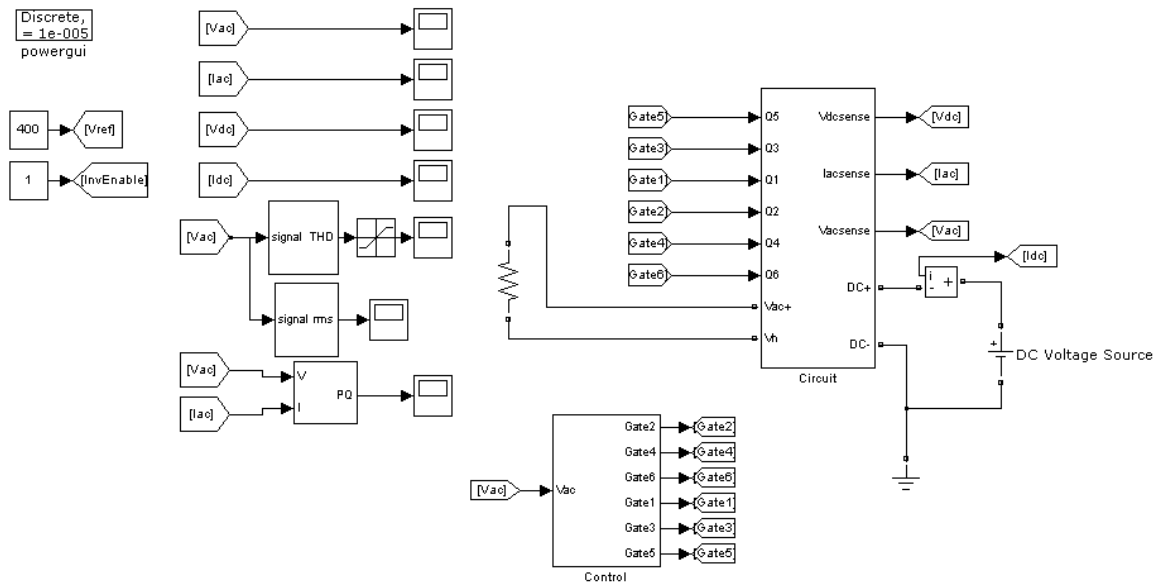 Discrete,
= 1e-005
powergui
400
[Vref]
1
[InvEnable]
[Vac]
[Iac]
[Vdc]
[Idc]
[Vac]
signal THD
signal rms
[Vac]
[Iac]
V
I
PQ
Gate5
Gate3
Gate1
Gate2
Gate4
Gate6
Q5
Q3
Q1
Q2
Q4
Q6
Vac+
Vn
Vdcsense
Iacsense
Vacsense
DC+
DC-
Circuit
[Vdc]
[Iac]
[Vac]
[Idc]
i
-
+
+
DC Voltage Source
[Vac]
Vac
Gate2
Gate4
Gate6
Gate1
Gate3
Gate5
Control
[Gate2]
[Gate4]
[Gate6]
[Gate1]
[Gate3]
[Gate5]